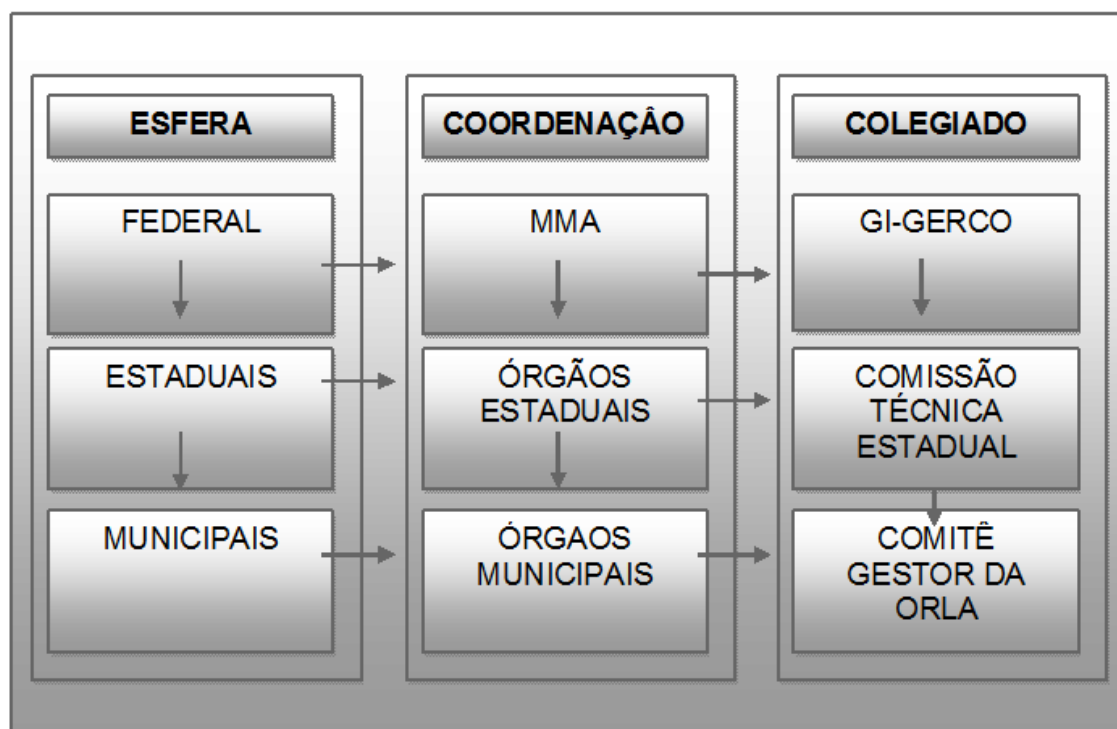 ESFERA
FEDERAL
ESTADUAIS
MUNICIPAIS
COORDENAÇÂO
MMA
ÓRGÃOS
ESTADUAIS
ÓRGAOS
MUNICIPAIS
COLEGIADO
GI-GERCO
COMISSÃO
TÉCNICA
ESTADUAL
COMITÊ
GESTOR DA
ORLA